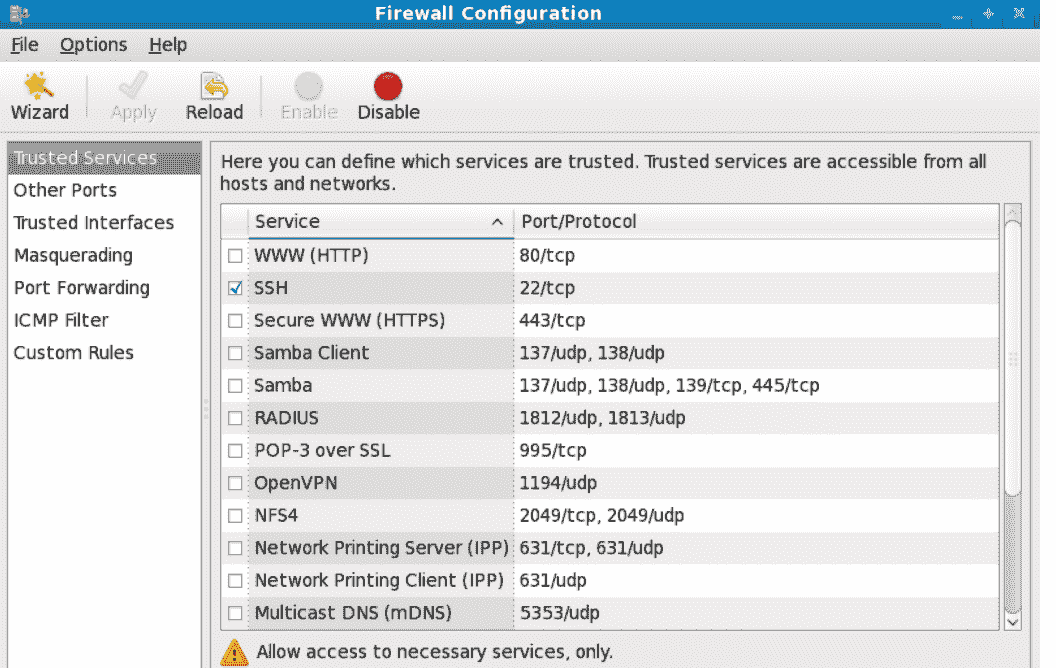 Firewall Configuration
File Options Help
Wizard Apply Reload Enable Disable
Trusted Services
Other Ports
Trusted Interfaces
Masquerading
Port Forwarding
ICMP Filter
Custom Rules
Here you can define which services are trusted. Trusted services are accessible from all
hosts and networks.
Service Port/Protocol
WWW (HTTP) 80/tcp
SSH 22/tcp
Secure WWW (HTTPS) 443/tcp
Samba Client 137/udp, 138/udp
Samba 137/udp, 138/udp, 139/tcp, 445/tcp
RADIUS 1812/udp, 1813/udp
POP-3 over SSL 995/tcp
OpenVPN 1194/udp
NFS4 2049/tcp, 2049/udp
Network Printing Server (IPP) 631/tcp, 631/udp
Network Printing Client (IPP) 631/udp
Multicast DNS (mDNS) 5353/udp
Allow access to necessary services, only.